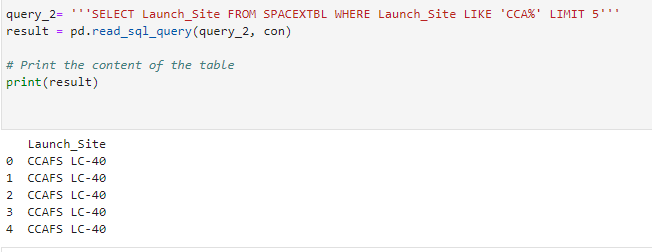 query_2= '''SELECT Launch_Site FROM SPACEXTBL WHERE Launch_Site LIKE 'CCA%' LIMIT 5'''
result = pd.read_sql_query(query_2, con)
# Print the content of the table
print(result)
Launch_Site
0 CCAFS LC-40
1 CCAFS LC-40
2 CCAFS LC-40
3 CCAFS LC-40
4 CCAFS LC-40